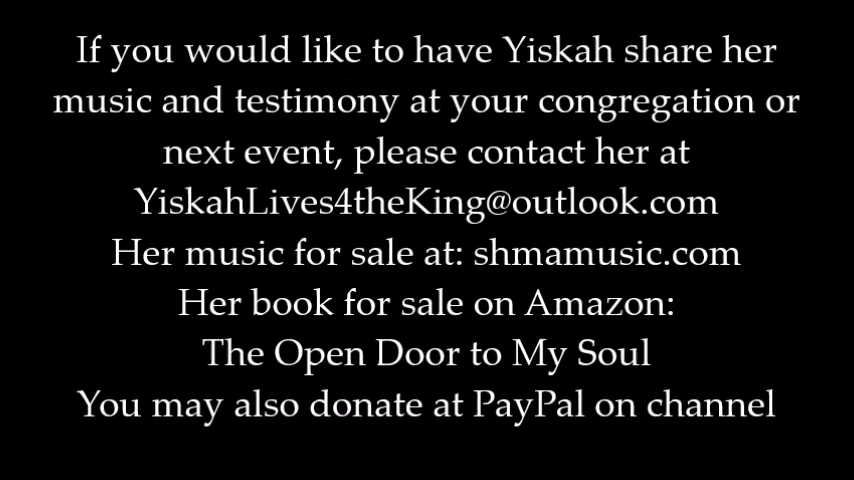 If you would like to have Yiskah share her
music and testimony at your congregation or
next event, please contact her at
YiskahLives4theKing@outlook.com
Her music for sale at: shmamusic.com
Her book for sale on Amazon:
The Open Door to My Soul
You may also donate at PayPal on channel